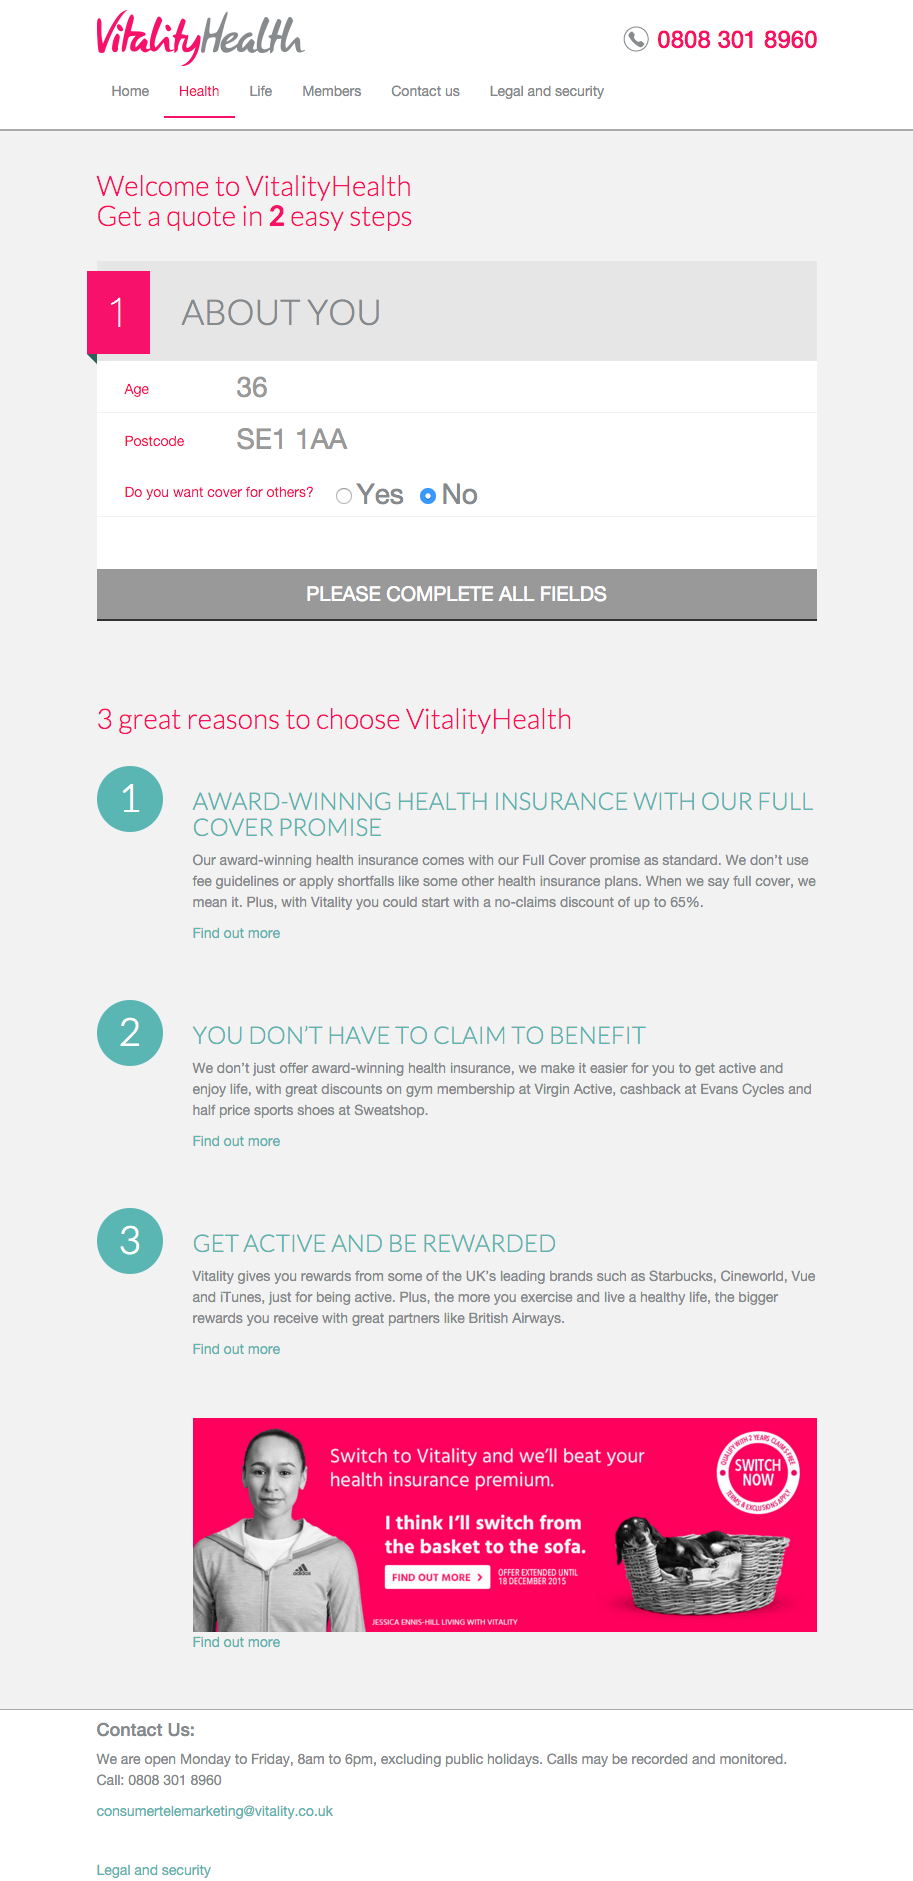 VitalityHealth
0808 301 8960
Home Health Life Members Contact us Legal and security
Welcome to VitalityHealth
Get a quote in 2 easy steps
1 ABOUT YOU
Age 36
Postcode SE1 1AA
Do you want cover for others? Yes No
PLEASE COMPLETE ALL FIELDS
3 great reasons to choose VitalityHealth
1
AWARD-WINNNG HEALTH INSURANCE WITH OUR FULL
COVER PROMISE
Our award-winning health insurance comes with our Full Cover promise as standard. We don’t use
fee guidelines or apply shortfalls like some other health insurance plans. When we say full cover, we
mean it. Plus, with Vitality you could start with a no-claims discount of up to 65%.
Find out more
2
YOU DON’T HAVE TO CLAIM TO BENEFIT
We don’t just offer award-winning health insurance, we make it easier for you to get active and
enjoy life, with great discounts on gym membership at Virgin Active, cashback at Evans Cycles and
half price sports shoes at Sweatshop.
Find out more
3
GET ACTIVE AND BE REWARDED
Vitality gives you rewards from some of the UK’s leading brands such as Starbucks, Cineworld, Vue
and iTunes, just for being active. Plus, the more you exercise and live a healthy life, the bigger
rewards you receive with great partners like British Airways.
Find out more
Switch to Vitality and we’ll beat your
health insurance premium.
QUALIFY WITH 2 YEARS CLAIMS FREE
SWITCH
NOW
TERMS & EXCLUSIONS APPLY
I think I’ll switch from
the basket to the sofa.
FIND OUT MORE >
OFFER EXTENDED UNTIL
18 DECEMBER 2015
adidas
JESSICA ENNIS-HILL LIVING WITH VITALITY
Find out more
Contact Us:
We are open Monday to Friday, 8am to 6pm, excluding public holidays. Calls may be recorded and monitored.
Call: 0808 301 8960
consumertelemarketing@vitality.co.uk
Legal and security